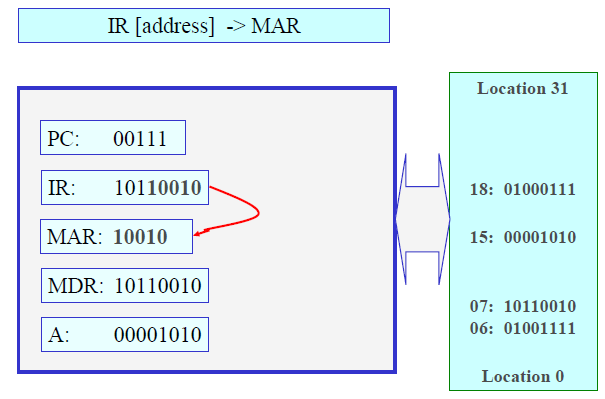 IR [address] -> MAR
PC: 00111
IR: 10110010
MAR: 10010
MDR: 10110010
A: 00001010
Location 31
18: 01000111
15: 00001010
07: 10110010
06: 01001111
Location 0